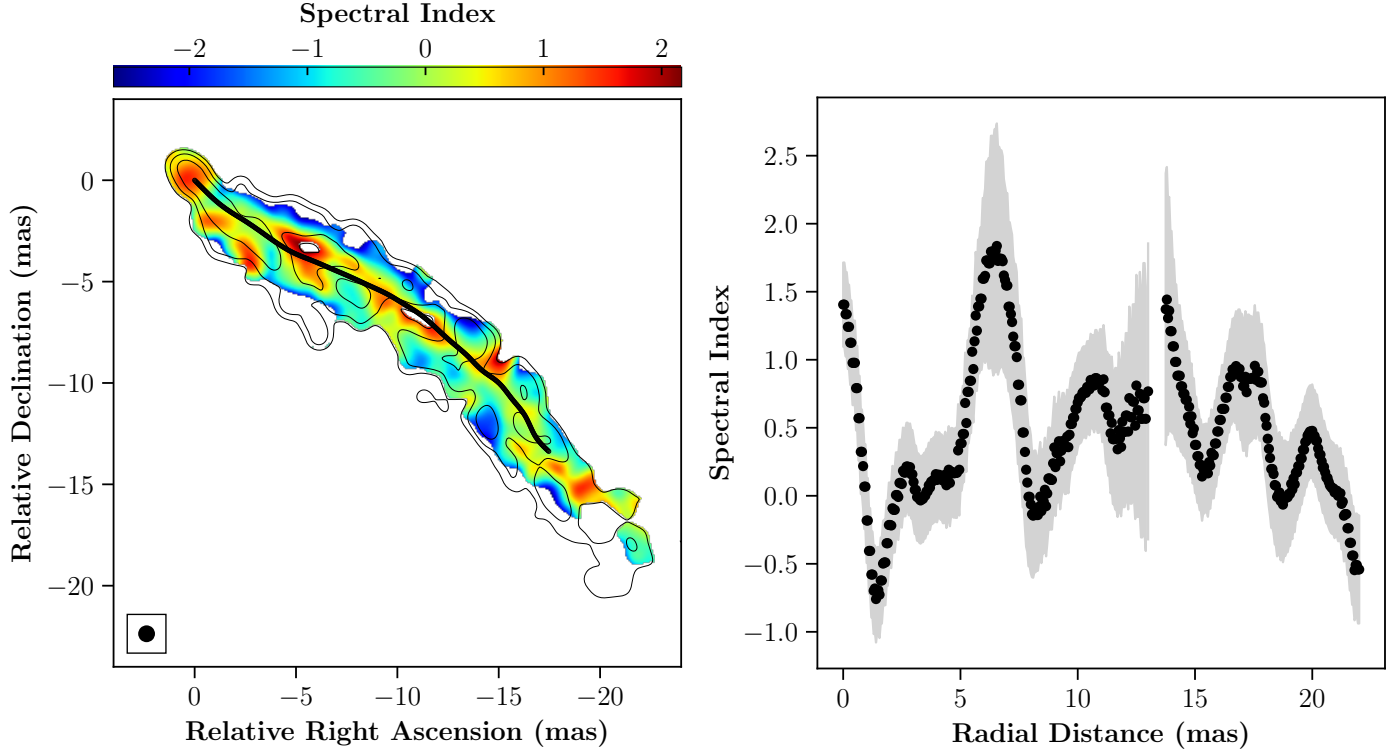 Spectral Index
−2 −1 0 1 2
0
−5
−10
−15
−20
0 −5 −10 −15 −20
Relative Right Ascension (mas)
Relative Declination (mas)
2.5
2.0
1.5
1.0
0.5
0.0
−0.5
−1.0
Spectral Index
0 5 10 15 20
Radial Distance (mas)